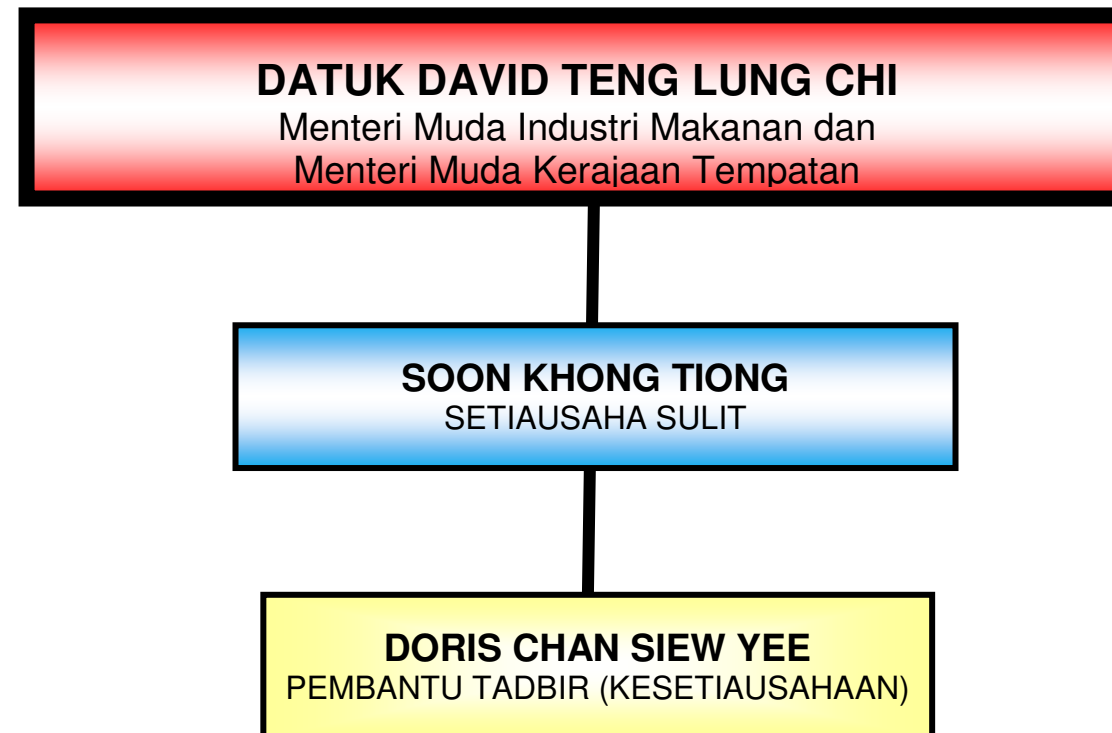 DATUK DAVID TENG LUNG CHI
Menteri Muda Industri Makanan dan
Menteri Muda Kerajaan Tempatan
SOON KHONG TIONG
SETIAUSAHA SULIT
DORIS CHAN SIEW YEE
PEMBANTU TADBIR (KESETIAUSAHAAN)